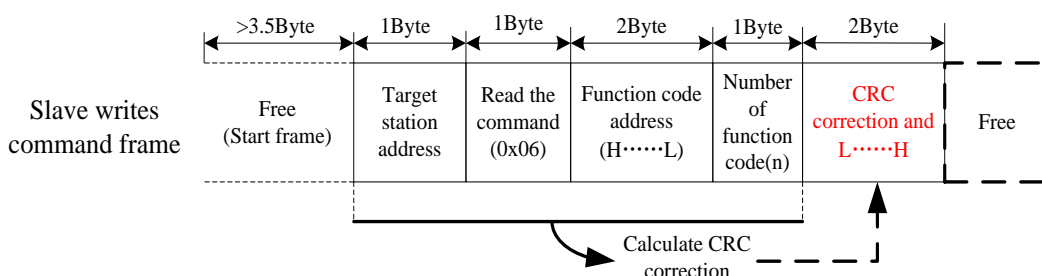 >3.5Byte 1Byte 1Byte 2Byte 1Byte 2Byte
Slave writes
command frame
Free
(Start frame)
Target
station
address
Read the
command
(0x06)
Function code
address
(H······L)
Number
of
function
code(n)
CRC
correction and
L······H
Free
Calculate CRC
correction